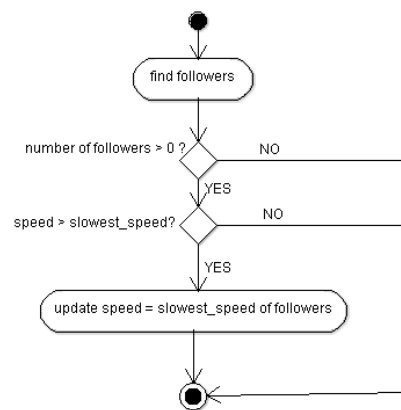 find followers
number of followers > 0 ?
NO
YES
speed > slowest_speed?
NO
YES
update speed = slowest_speed of followers